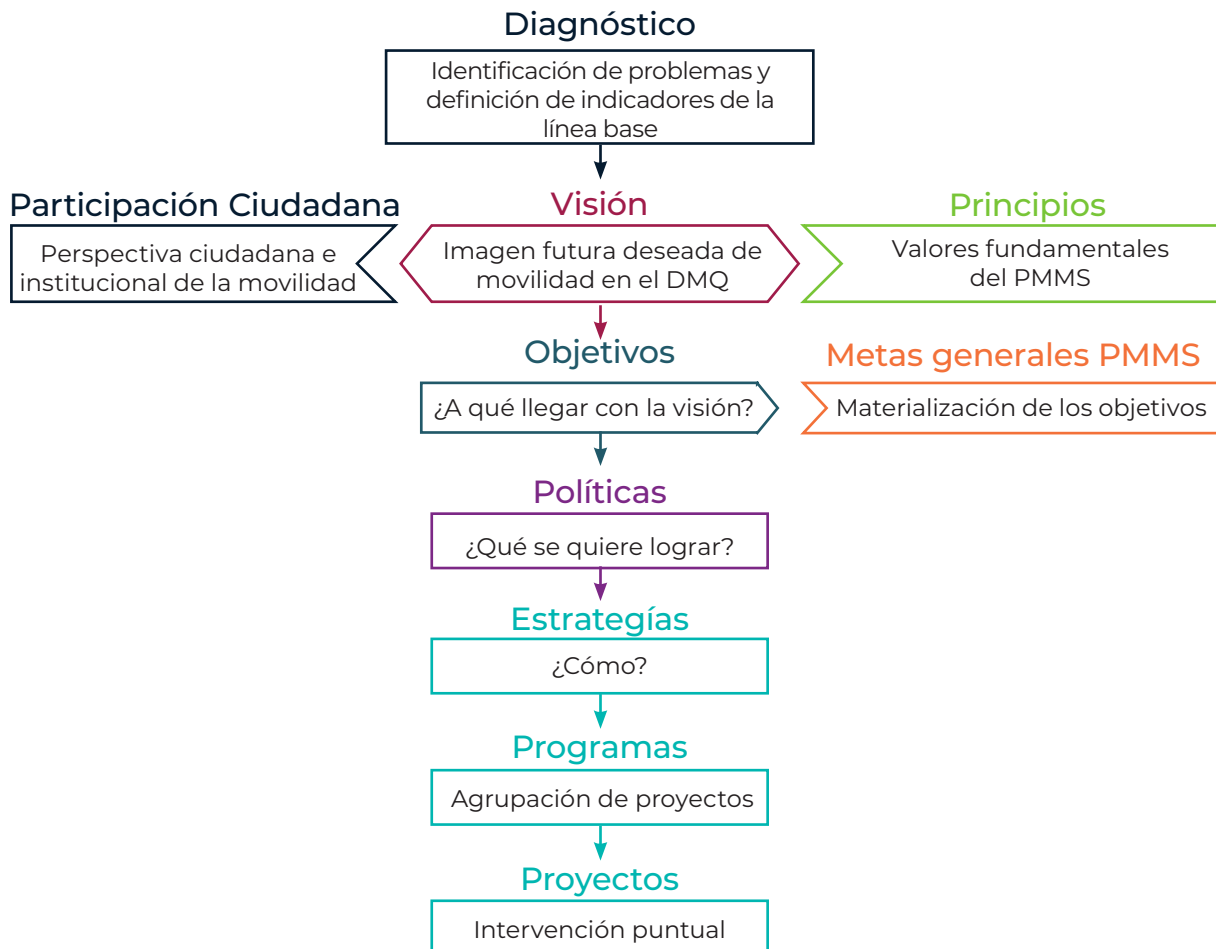 Diagnóstico
Identificación de problemas y
definición de indicadores de la
línea base
Participación Ciudadana
Perspectiva ciudadana e
institucional de la movilidad
Visión
Imagen futura deseada de
movilidad en el DMQ
Principios
Valores fundamentales
del PMMS
Objetivos
¿A qué llegar con la visión?
Metas generales PMMS
Materialización de los objetivos
Políticas
¿Qué se quiere lograr?
Estrategías
¿Cómo?
Programas
Agrupación de proyectos
Proyectos
Intervención puntual